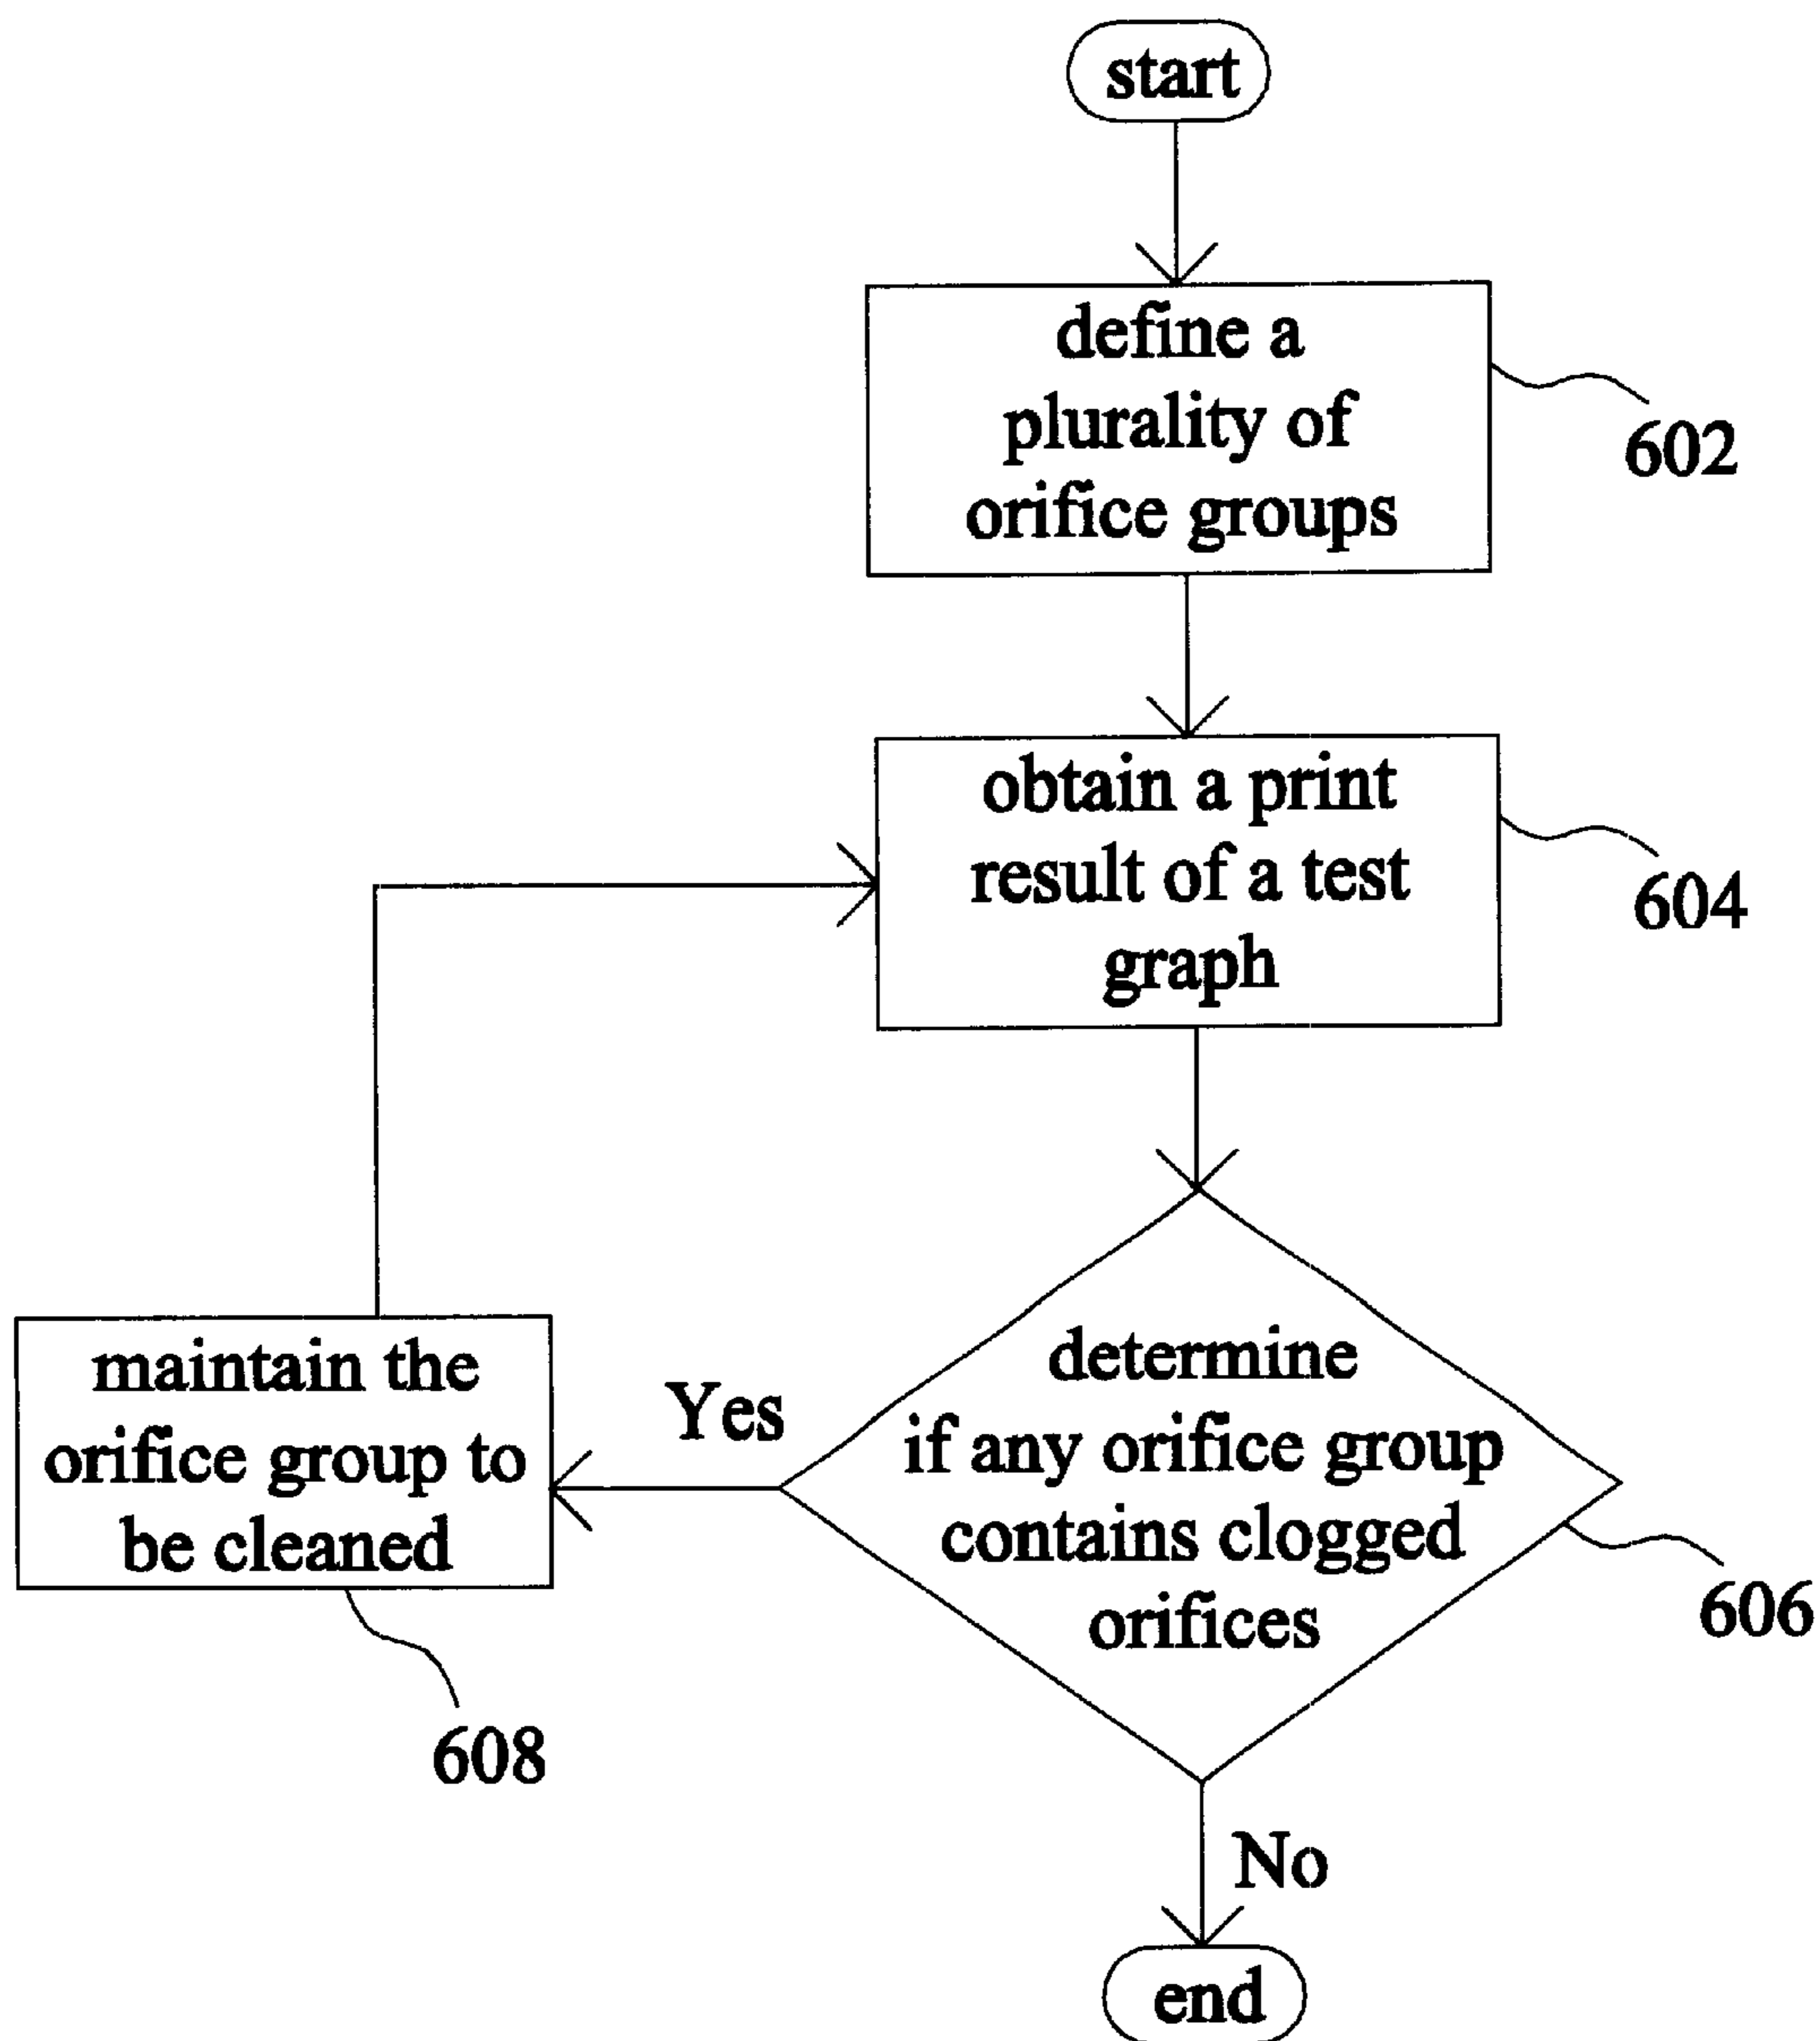 start
define a
plurality of
orifice groups
602
obtain a print
result of a test
graph
604
determine
if any orifice group
contains clogged
orifices
606
Yes
maintain the
orifice group to
be cleaned
608
No
end